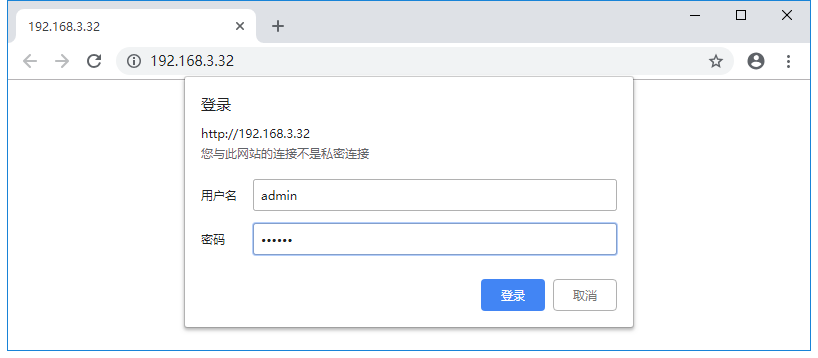 192.168.3.32
192.168.3.32
登录
http://192.168.3.32
您与此网站的连接不是私密连接
用户名 admin
密码 ••••••
登录 取消